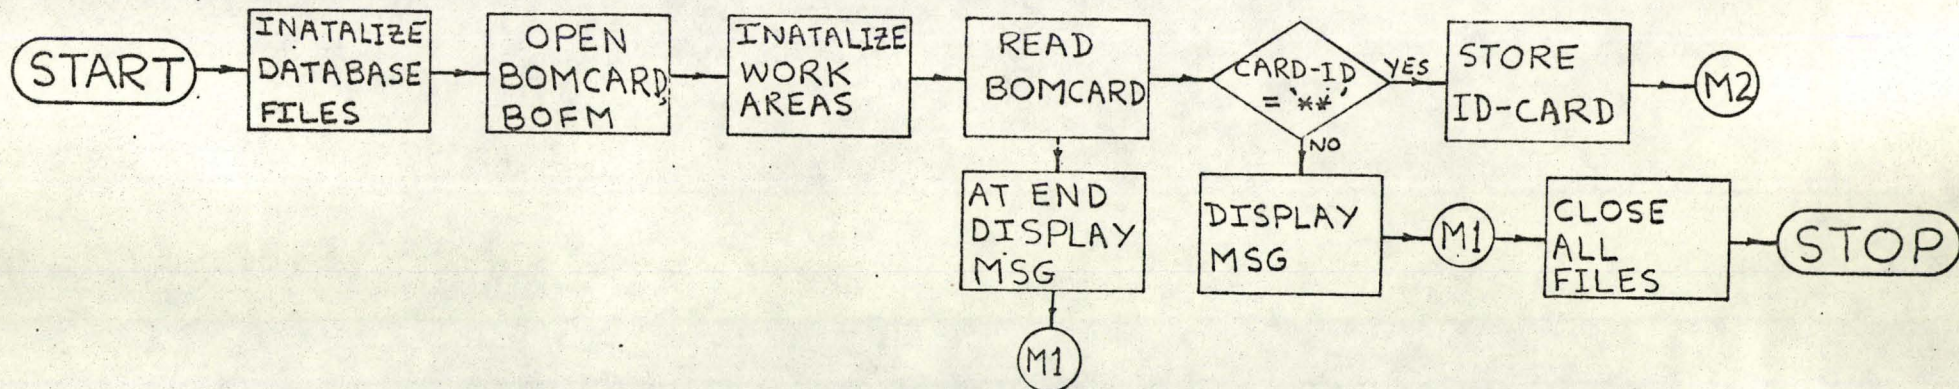 START
INATALIZE
DATABASE
FILES
OPEN
BOMCARD,
BOFM
INATALIZE
WORK
AREAS
READ
BOMCARD
CARD-ID
= '**'
YES
STORE
ID-CARD
M2
NO
AT END
DISPLAY
MSG
M1
DISPLAY
MSG
M1
CLOSE
ALL
FILES
STOP